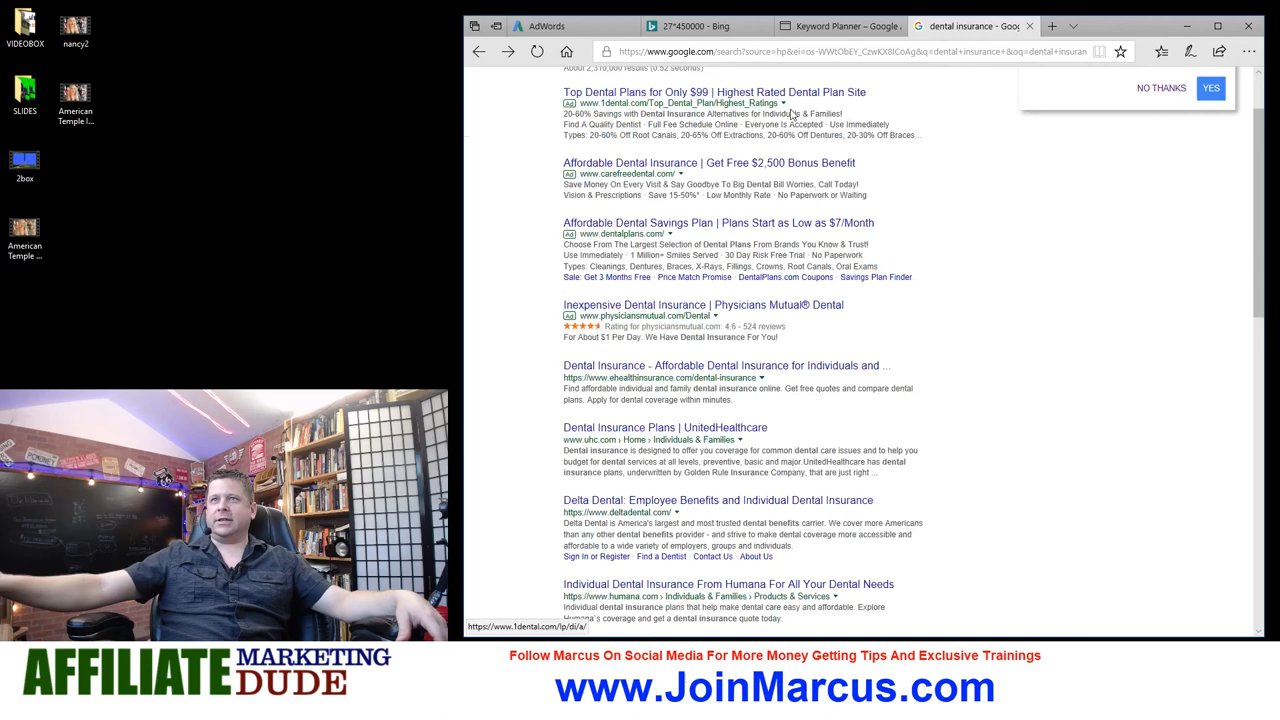 VIDEOBOX
nancy2
SLIDES
American
Temple I...
2box
American
Temple ...
AdWords
27*450000 - Bing
Keyword Planner – Google A
dental insurance - Goog
https://www.google.com/search?source=hp&ei=os-WWtObEY_CzwKX8ICoAg&q=dental+insurance+&oq=dental+insuran
About 2,310,000 results (0.52 seconds)
NO THANKS
YES
Top Dental Plans for Only $99 | Highest Rated Dental Plan Site
Ad www.1dental.com/Top_Dental_Plan/Highest_Ratings
20-60% Savings with Dental Insurance Alternatives for Individuals & Families!
Find A Quality Dentist · Full Fee Schedule Online · Everyone Is Accepted · Use Immediately
Types: 20-60% Off Root Canals, 20-65% Off Extractions, 20-60% Off Dentures, 20-30% Off Braces...
Affordable Dental Insurance | Get Free $2,500 Bonus Benefit
Ad www.carefreedental.com/
Save Money On Every Visit & Say Goodbye To Big Dental Bill Worries. Call Today!
Vision & Prescriptions · Save 15-50%* · Low Monthly Rate · No Paperwork or Waiting
Affordable Dental Savings Plan | Plans Start as Low as $7/Month
Ad www.dentalplans.com/
Choose From The Largest Selection of Dental Plans From Brands You Know & Trust!
Use Immediately · 1 Million+ Smiles Served · 30 Day Risk Free Trial · No Paperwork
Types: Cleanings, Dentures, Braces, X-Rays, Fillings, Crowns, Root Canals, Oral Exams
Sale: Get 3 Months Free · Price Match Promise · DentalPlans.com Coupons · Savings Plan Finder
Inexpensive Dental Insurance | Physicians Mutual® Dental
Ad www.physiciansmutual.com/Dental
Rating for physiciansmutual.com: 4.6 - 524 reviews
For About $1 Per Day. We Have Dental Insurance For You!
Dental Insurance - Affordable Dental Insurance for Individuals and ...
https://www.ehealthinsurance.com/dental-insurance
Find affordable individual and family dental insurance online. Get free quotes and compare dental
plans. Apply for dental coverage within minutes.
Dental Insurance Plans | UnitedHealthcare
www.uhc.com › Home › Individuals & Families
Dental insurance is designed to offer you coverage for common dental care issues and to help you
budget for dental services at all levels, preventive, basic and major.UnitedHealthcare has dental
insurance plans, underwritten by Golden Rule Insurance Company, that are just right ...
Delta Dental: Employee Benefits and Individual Dental Insurance
https://www.deltadental.com/
Delta Dental is America's largest and most trusted dental benefits carrier. We cover more Americans
than any other dental benefits provider - and strive to make dental coverage more accessible and
affordable to a wide variety of employers, groups and individuals.
Sign In or Register · Find a Dentist · Contact Us · About Us
Individual Dental Insurance From Humana For All Your Dental Needs
https://www.humana.com › Individuals & Families › Products & Services
Individual dental insurance plans that help make dental care easy and affordable. Explore
Humana's coverage and get a dental insurance quote today.
https://www.1dental.com/lp/di/a/
AFFILIATE MARKETING
DUDE
Follow Marcus On Social Media For More Money Getting Tips And Exclusive Trainings
www.JoinMarcus.com